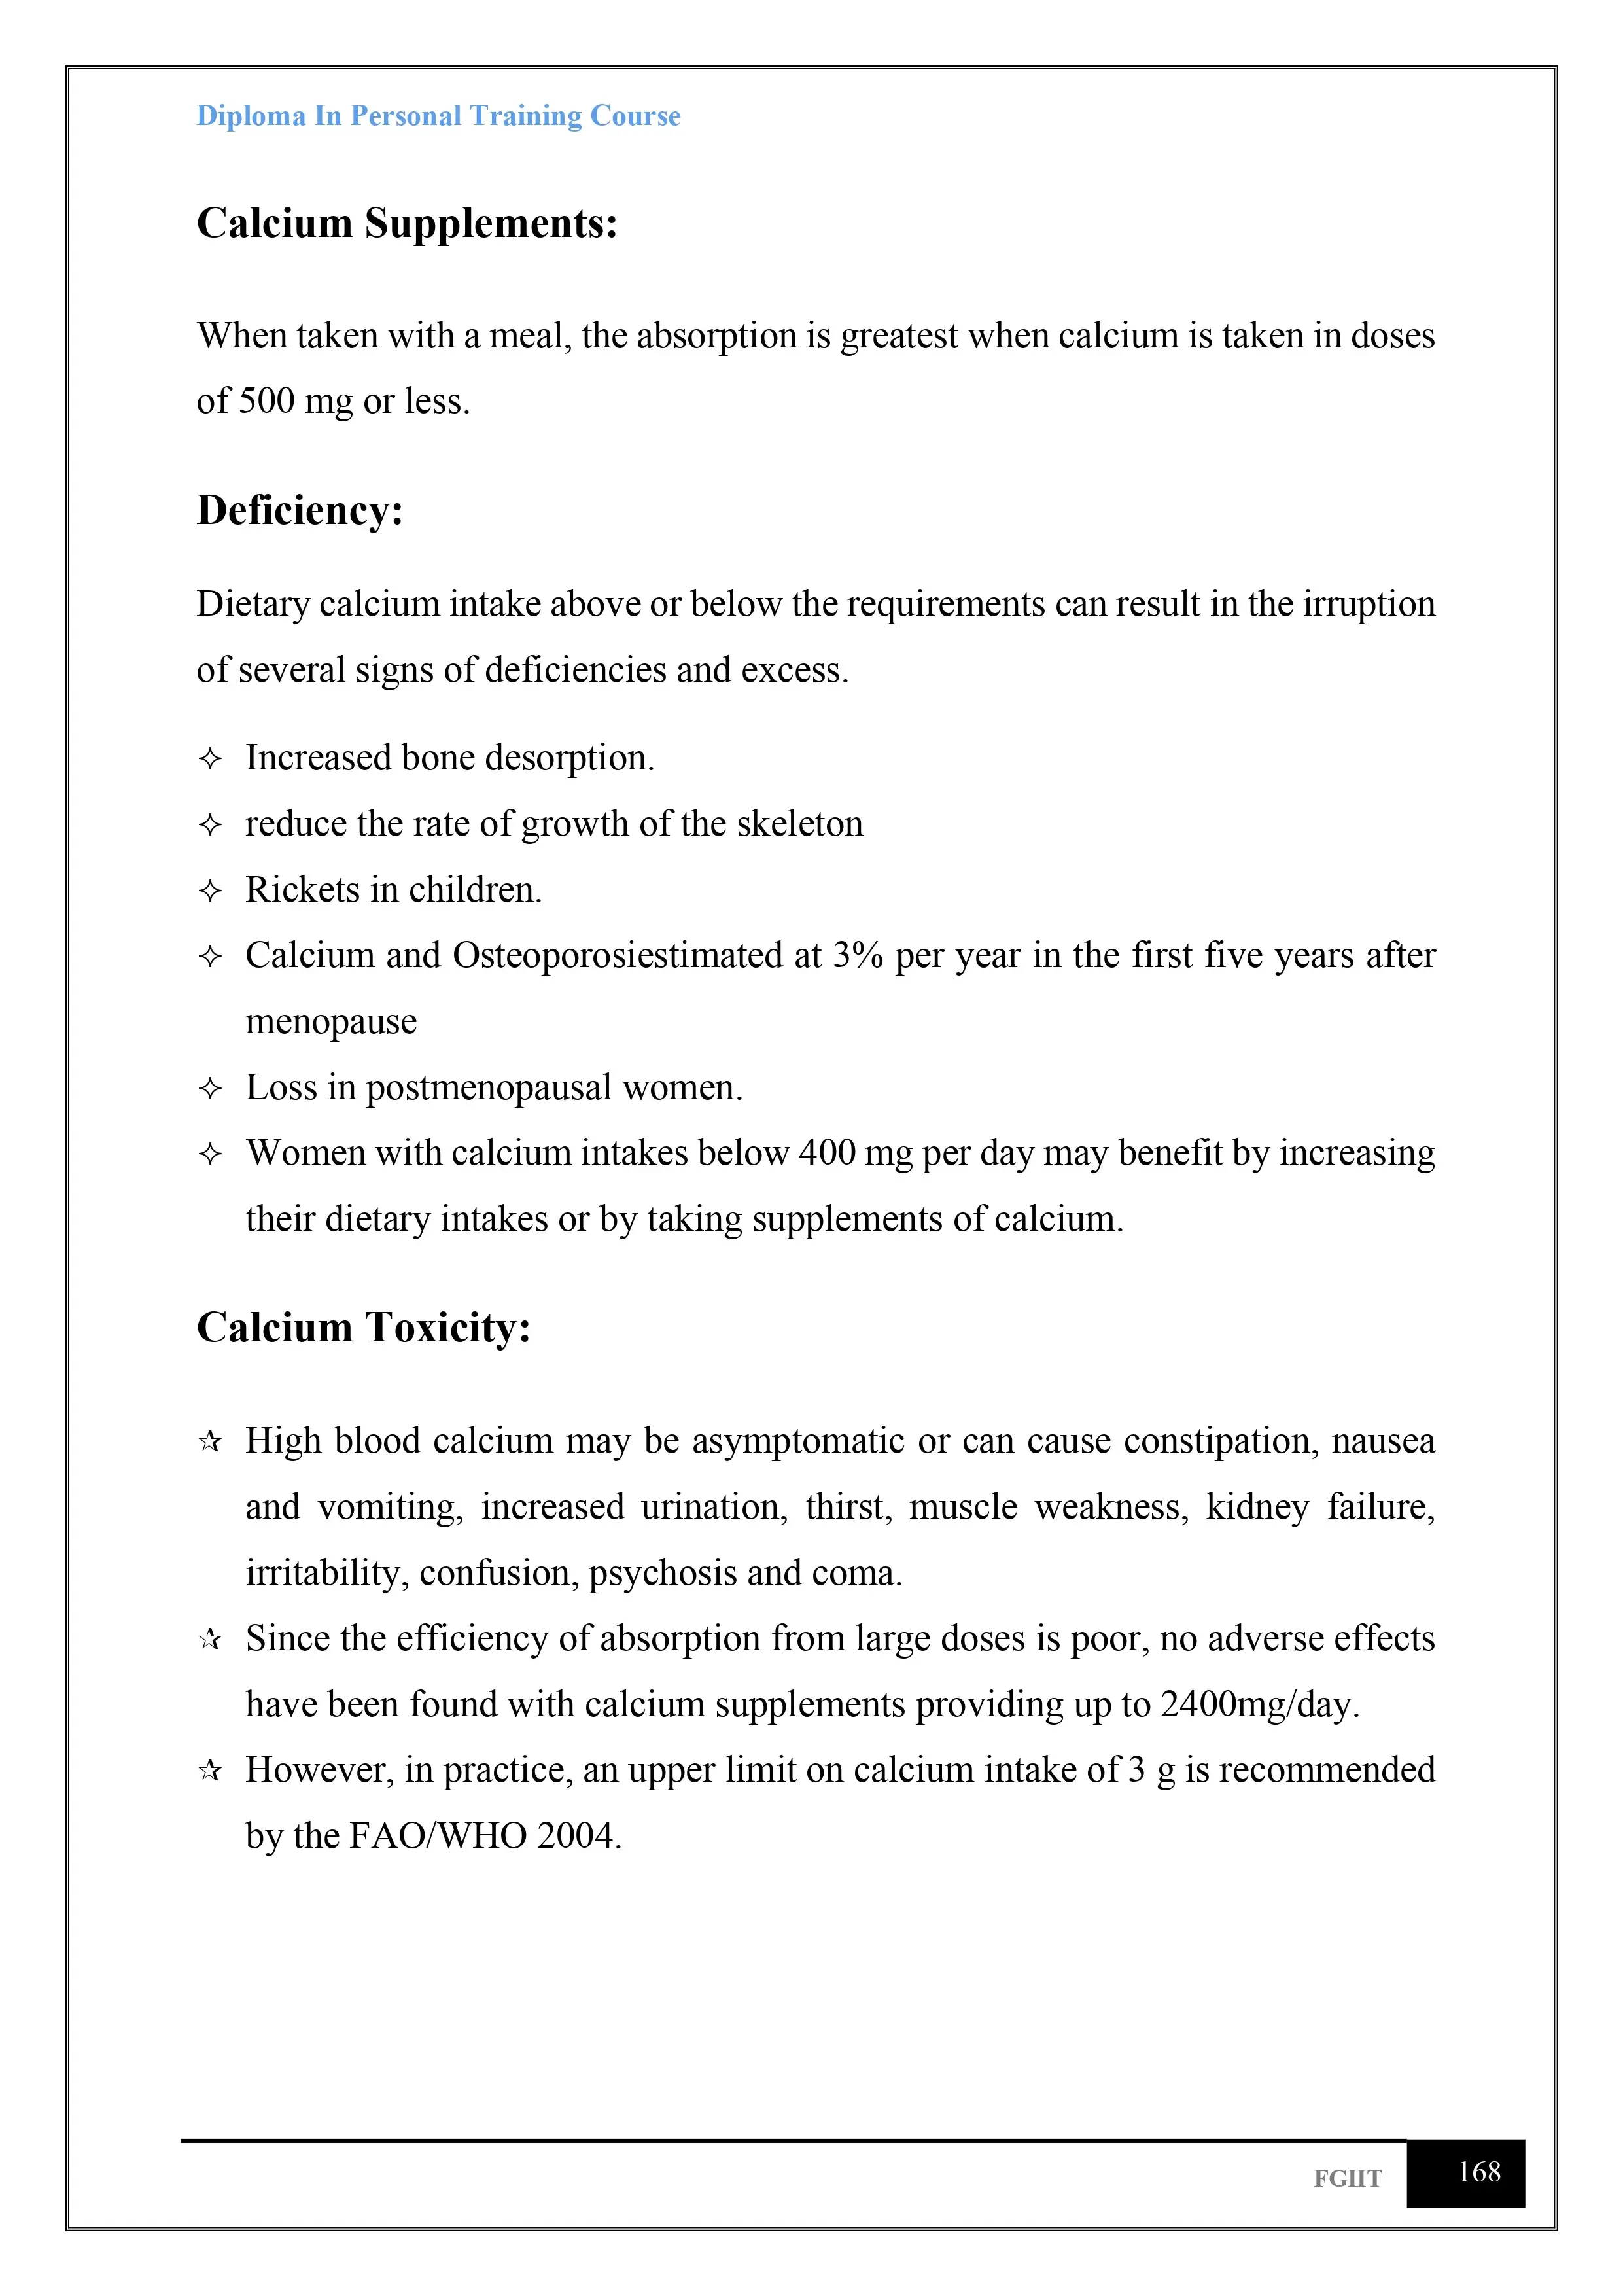 Diploma In Personal Training Course
Calcium Supplements:
When taken with a meal, the absorption is greatest when calcium is taken in doses
of 500 mg or less.
Deficiency:
Dietary calcium intake above or below the requirements can result in the irruption
of several signs of deficiencies and excess.
✧ Increased bone desorption.
✧ reduce the rate of growth of the skeleton
✧ Rickets in children.
✧ Calcium and Osteoporosiestimated at 3% per year in the first five years after
menopause
✧ Loss in postmenopausal women.
✧ Women with calcium intakes below 400 mg per day may benefit by increasing
their dietary intakes or by taking supplements of calcium.
Calcium Toxicity:
✰ High blood calcium may be asymptomatic or can cause constipation, nausea
and vomiting, increased urination, thirst, muscle weakness, kidney failure,
irritability, confusion, psychosis and coma.
✰ Since the efficiency of absorption from large doses is poor, no adverse effects
have been found with calcium supplements providing up to 2400mg/day.
✰ However, in practice, an upper limit on calcium intake of 3 g is recommended
by the FAO/WHO 2004.
FGIIT 168